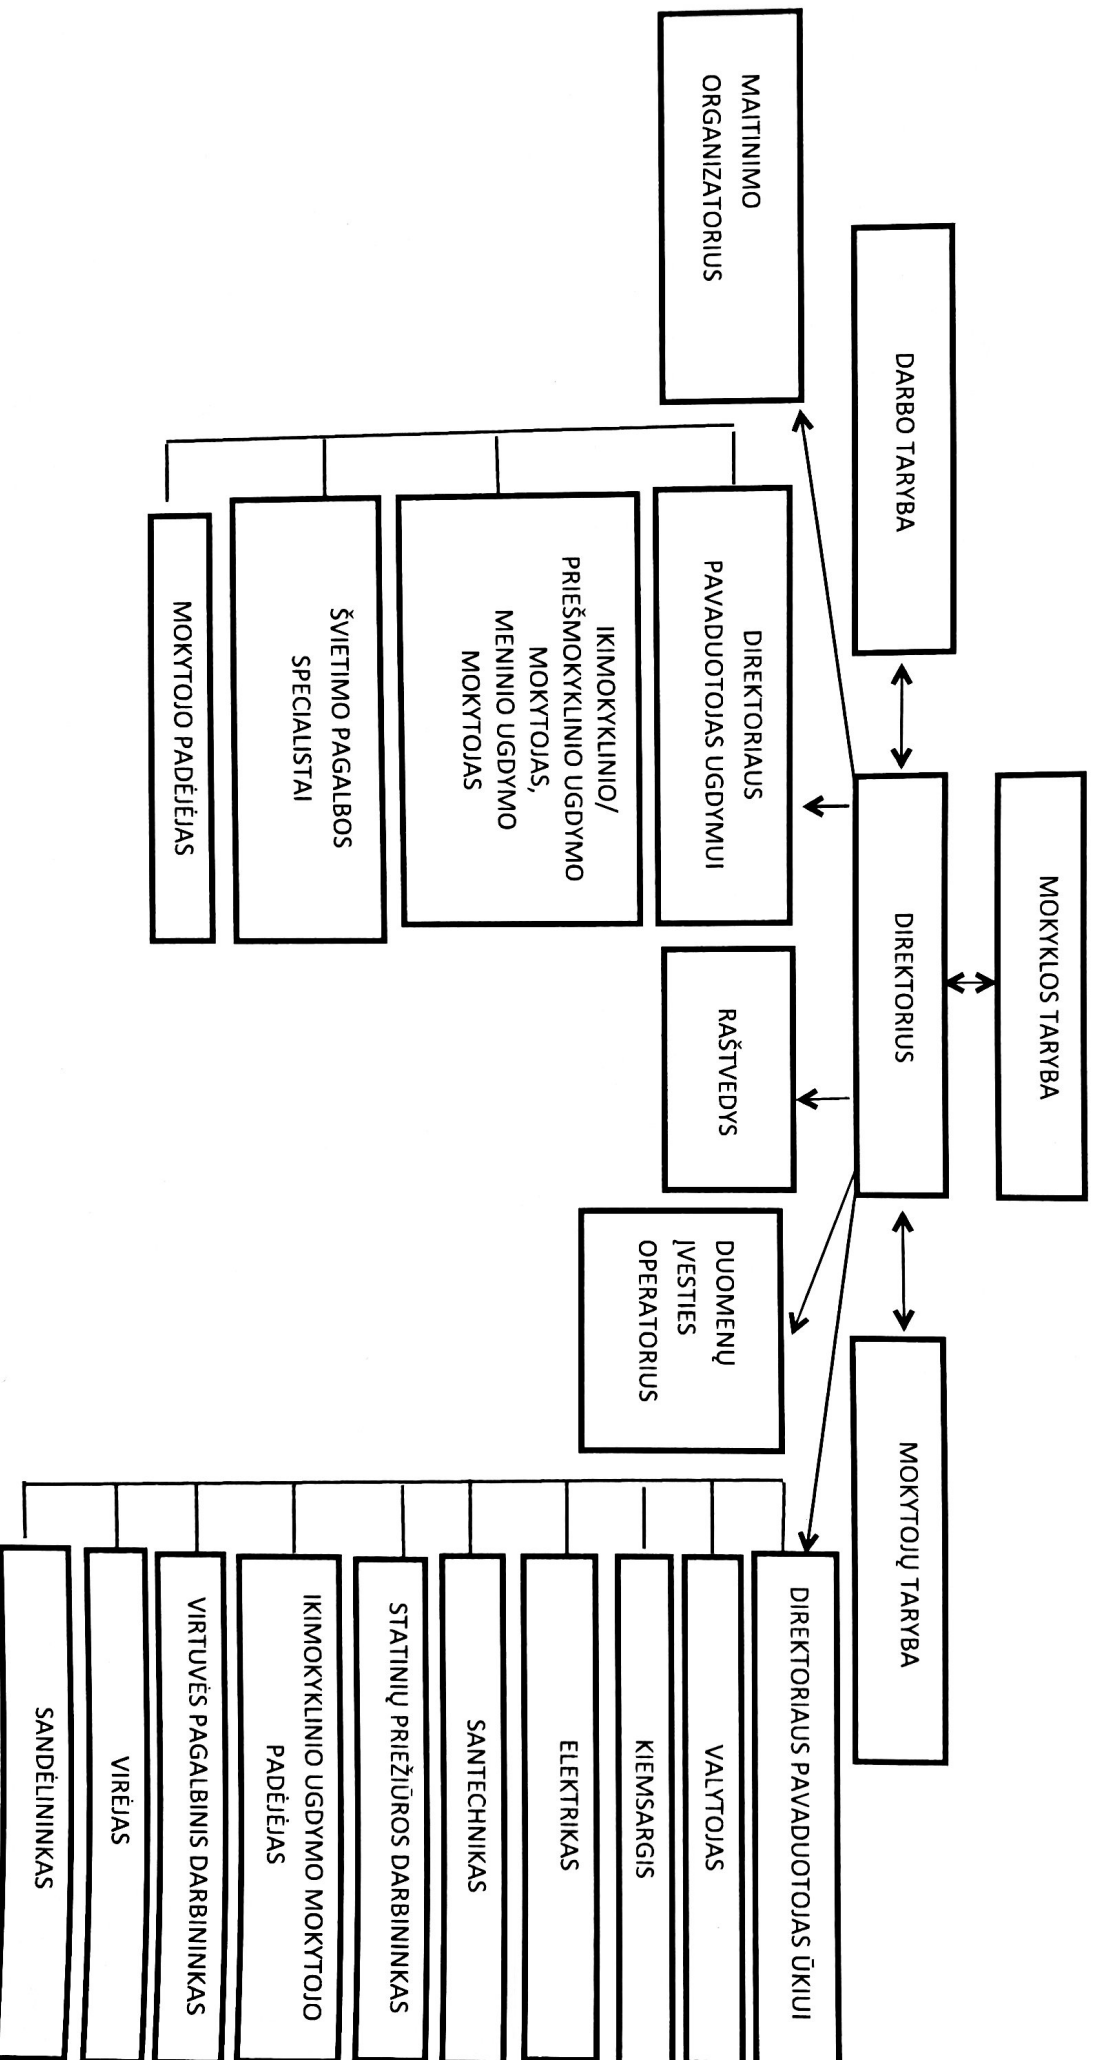 MOKYKLOS TARYBA
DARBO TARYBA
DIREKTORIUS
MOKYTOJŲ TARYBA
MAITINIMO
ORGANIZATORIUS
DIREKTORIAUS
PAVADUOTOJAS UGDYMUI
RAŠTVEDYS
DUOMENŲ
ĮVESTIES
OPERATORIUS
DIREKTORIAUS PAVADUOTOJAS ŪKIUI
IKIMOKYKLINIO/
PRIEŠMOKYKLINIO UGDYMO
MOKYTOJAS,
MENINIO UGDYMO
MOKYTOJAS
ŠVIETIMO PAGALBOS
SPECIALISTAI
MOKYTOJO PADĖJĖJAS
VALYTOJAS
KIEMSARGIS
ELEKTRIKAS
SANTECHNIKAS
STATINIŲ PRIEŽIŪROS DARBININKAS
IKIMOKYKLINIO UGDYMO MOKYTOJO
PADĖJĖJAS
VIRTUVĖS PAGALBINIS DARBININKAS
VIRĖJAS
SANDĖLININKAS